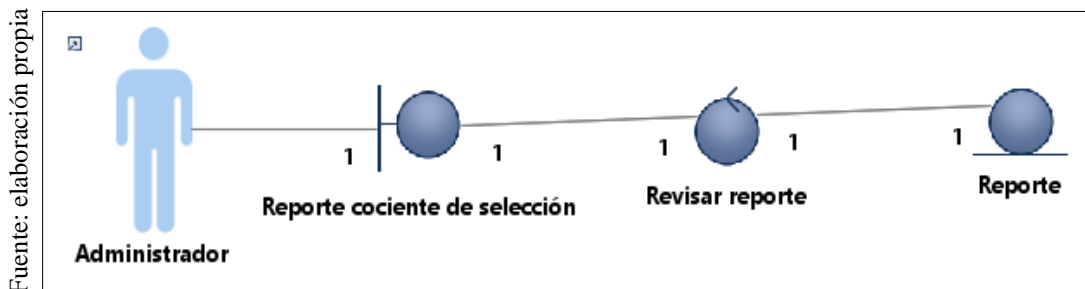 Fuente: elaboración propia
1
1
1
1
1
Reporte cociente de selección
Revisar reporte
Reporte
Administrador